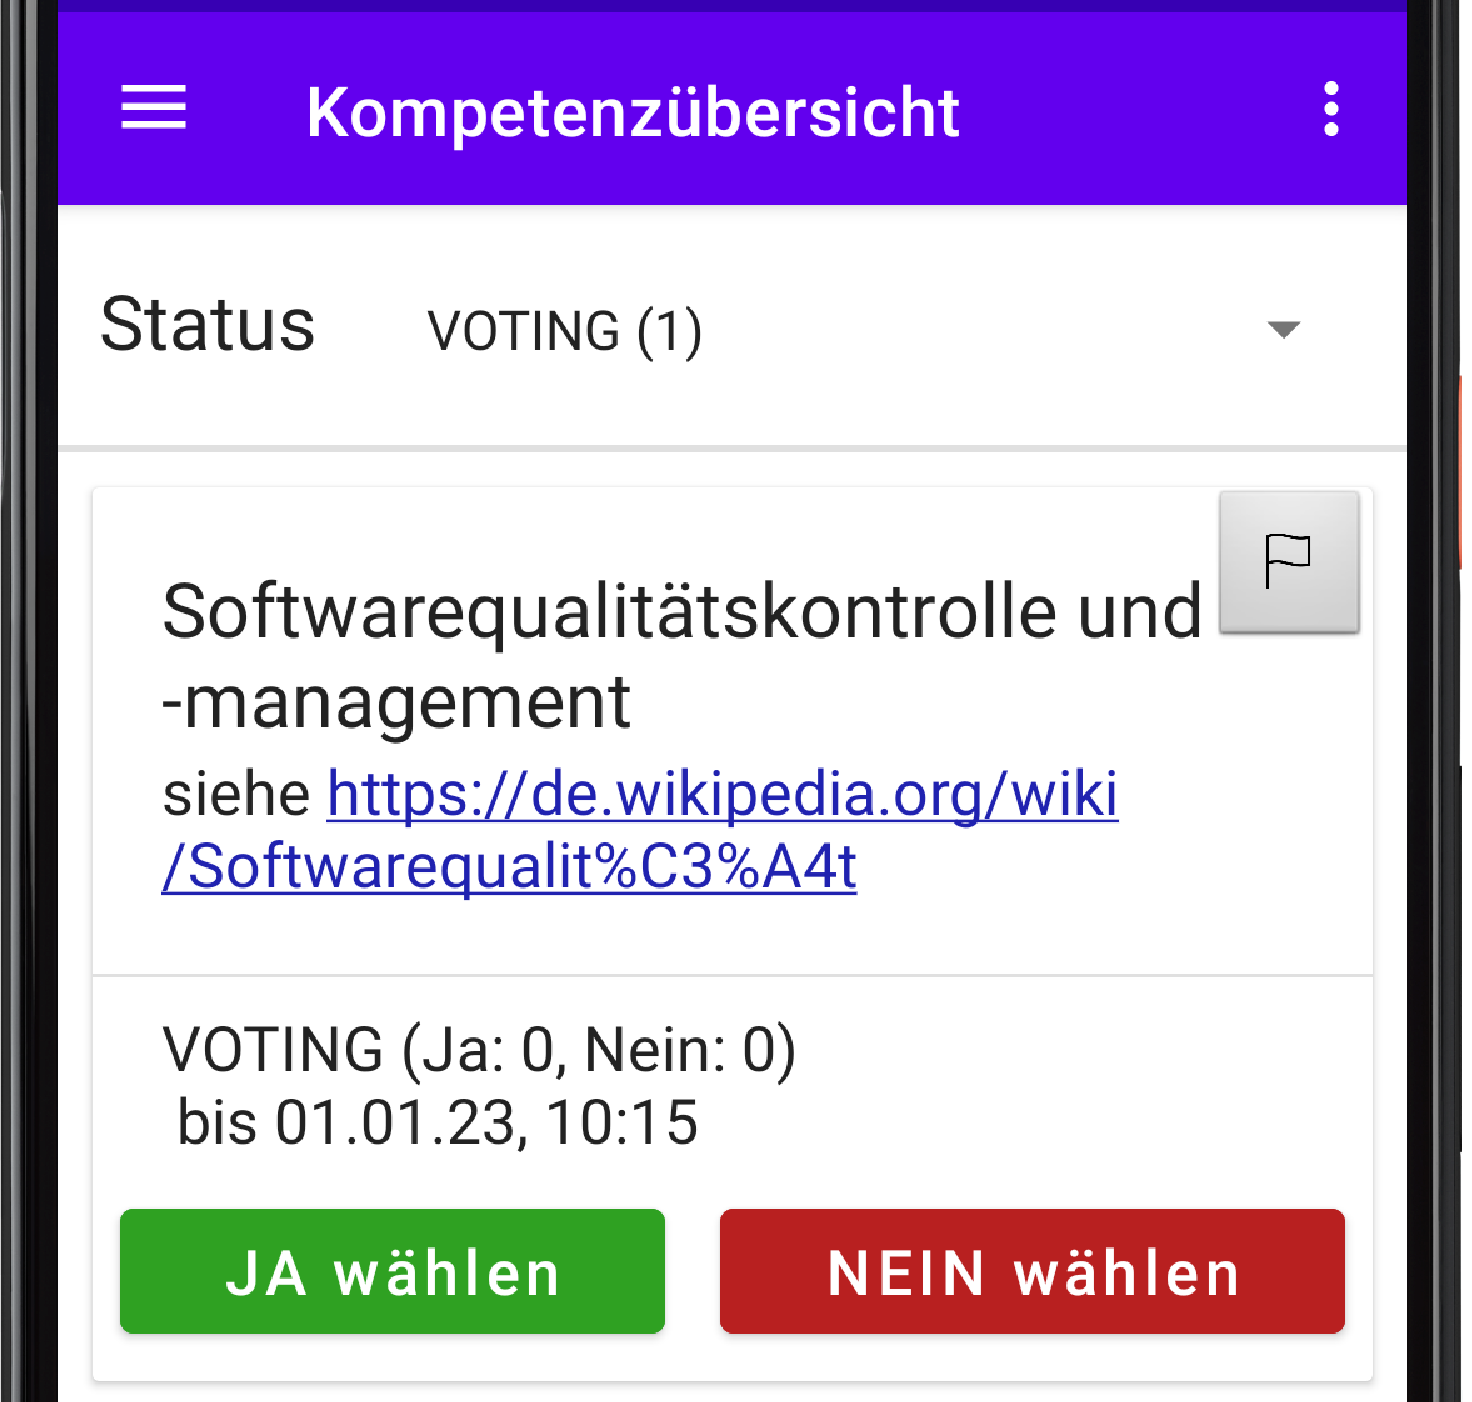 Kompetenzübersicht
Status VOTING (1)
Softwarequalitätskontrolle und
-management
siehe https://de.wikipedia.org/wiki
/Softwarequalit%C3%A4t
VOTING (Ja: 0, Nein: 0)
bis 01.01.23, 10:15
JA wählen NEIN wählen